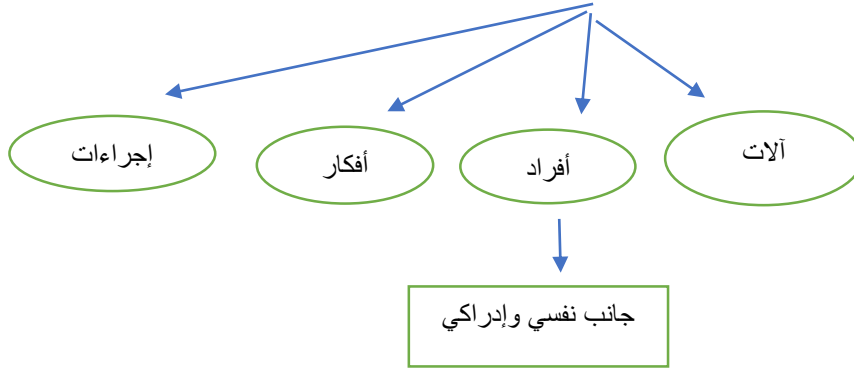 آلات
أفراد
أفكار
إجراءات
جانب نفسي وإدراكي